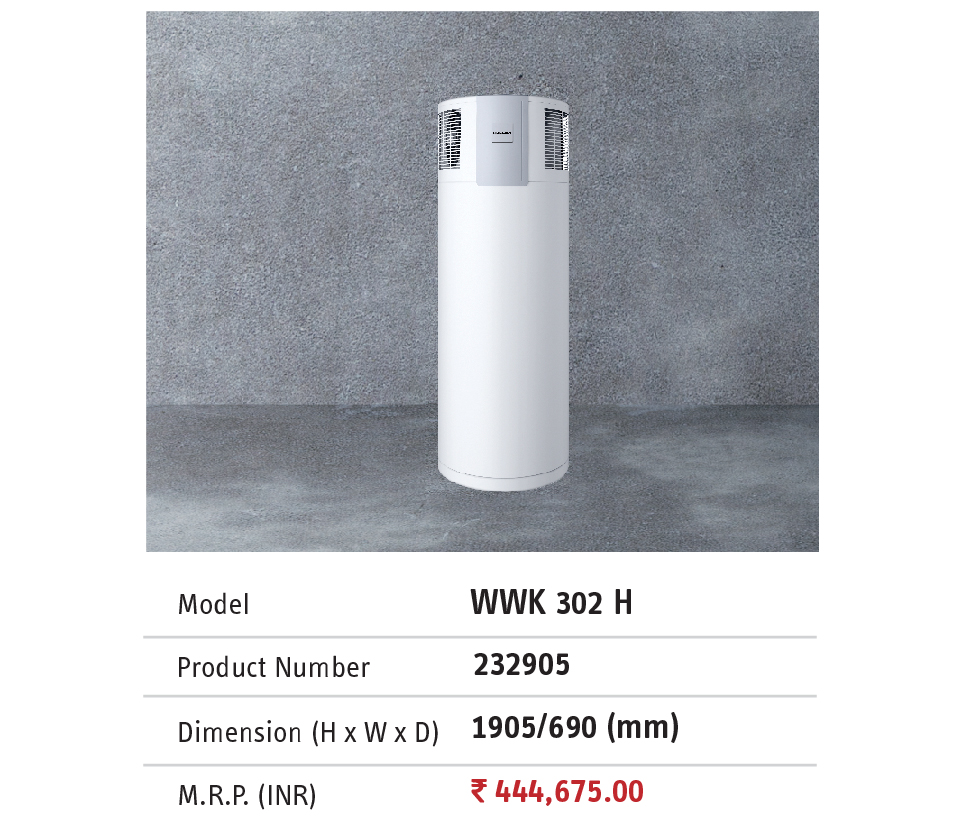 Model WWK 302 H
Product Number 232905
Dimension (H x W x D) 1905/690 (mm)
M.R.P. (INR) ₹ 444,675.00